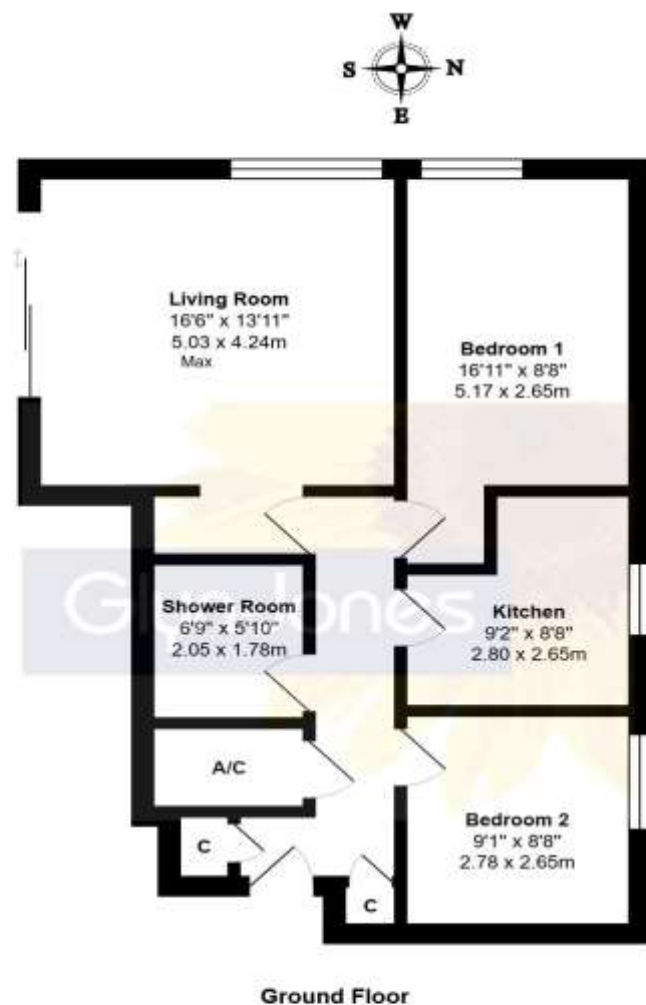 W
S N
E
Living Room
16'6" x 13'11"
5.03 x 4.24m
Max
Bedroom 1
16'11" x 8'8"
5.17 x 2.65m
Glyn Jones
Shower Room
6'9" x 5'10"
2.05 x 1.78m
Kitchen
9'2" x 8'8"
2.80 x 2.65m
A/C
Bedroom 2
9'1" x 8'8"
2.78 x 2.65m
C
C
Ground Floor